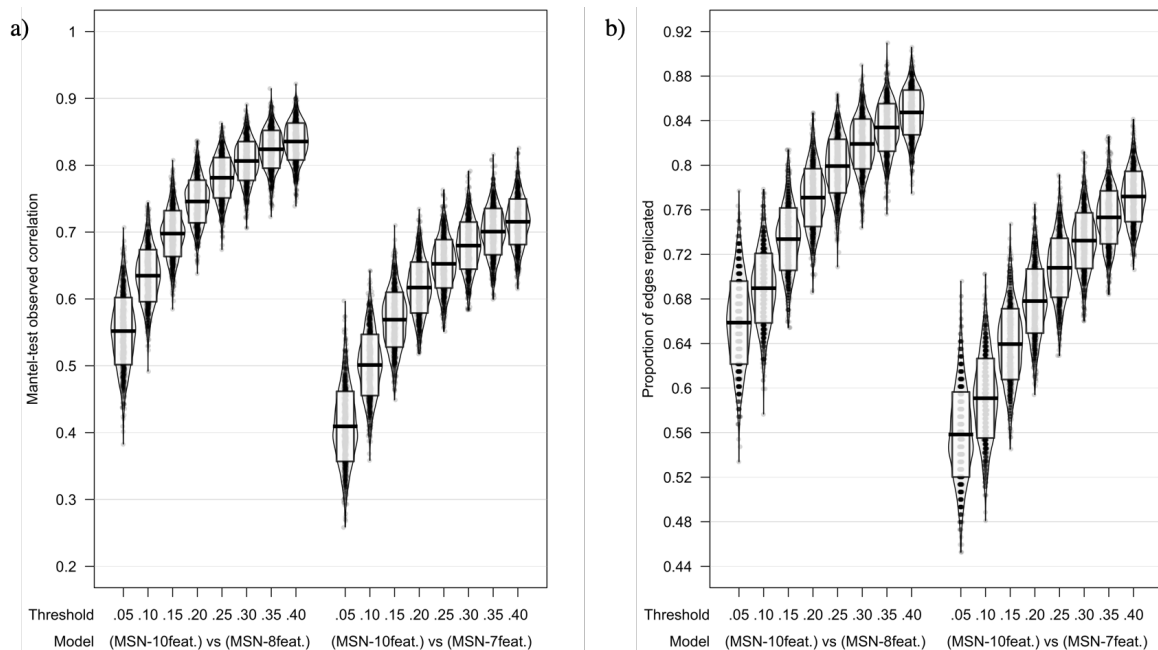 a)
Mantel-test observed correlation
1
0.9
0.8
0.7
0.6
0.5
0.4
0.3
0.2
Threshold .05 .10 .15 .20 .25 .30 .35 .40 .05 .10 .15 .20 .25 .30 .35 .40
Model (MSN-10feat.) vs (MSN-8feat.) (MSN-10feat.) vs (MSN-7feat.)
b)
Proportion of edges replicated
0.92
0.88
0.84
0.8
0.76
0.72
0.68
0.64
0.6
0.56
0.52
0.48
0.44
Threshold .05 .10 .15 .20 .25 .30 .35 .40 .05 .10 .15 .20 .25 .30 .35 .40
Model (MSN-10feat.) vs (MSN-8feat.) (MSN-10feat.) vs (MSN-7feat.)